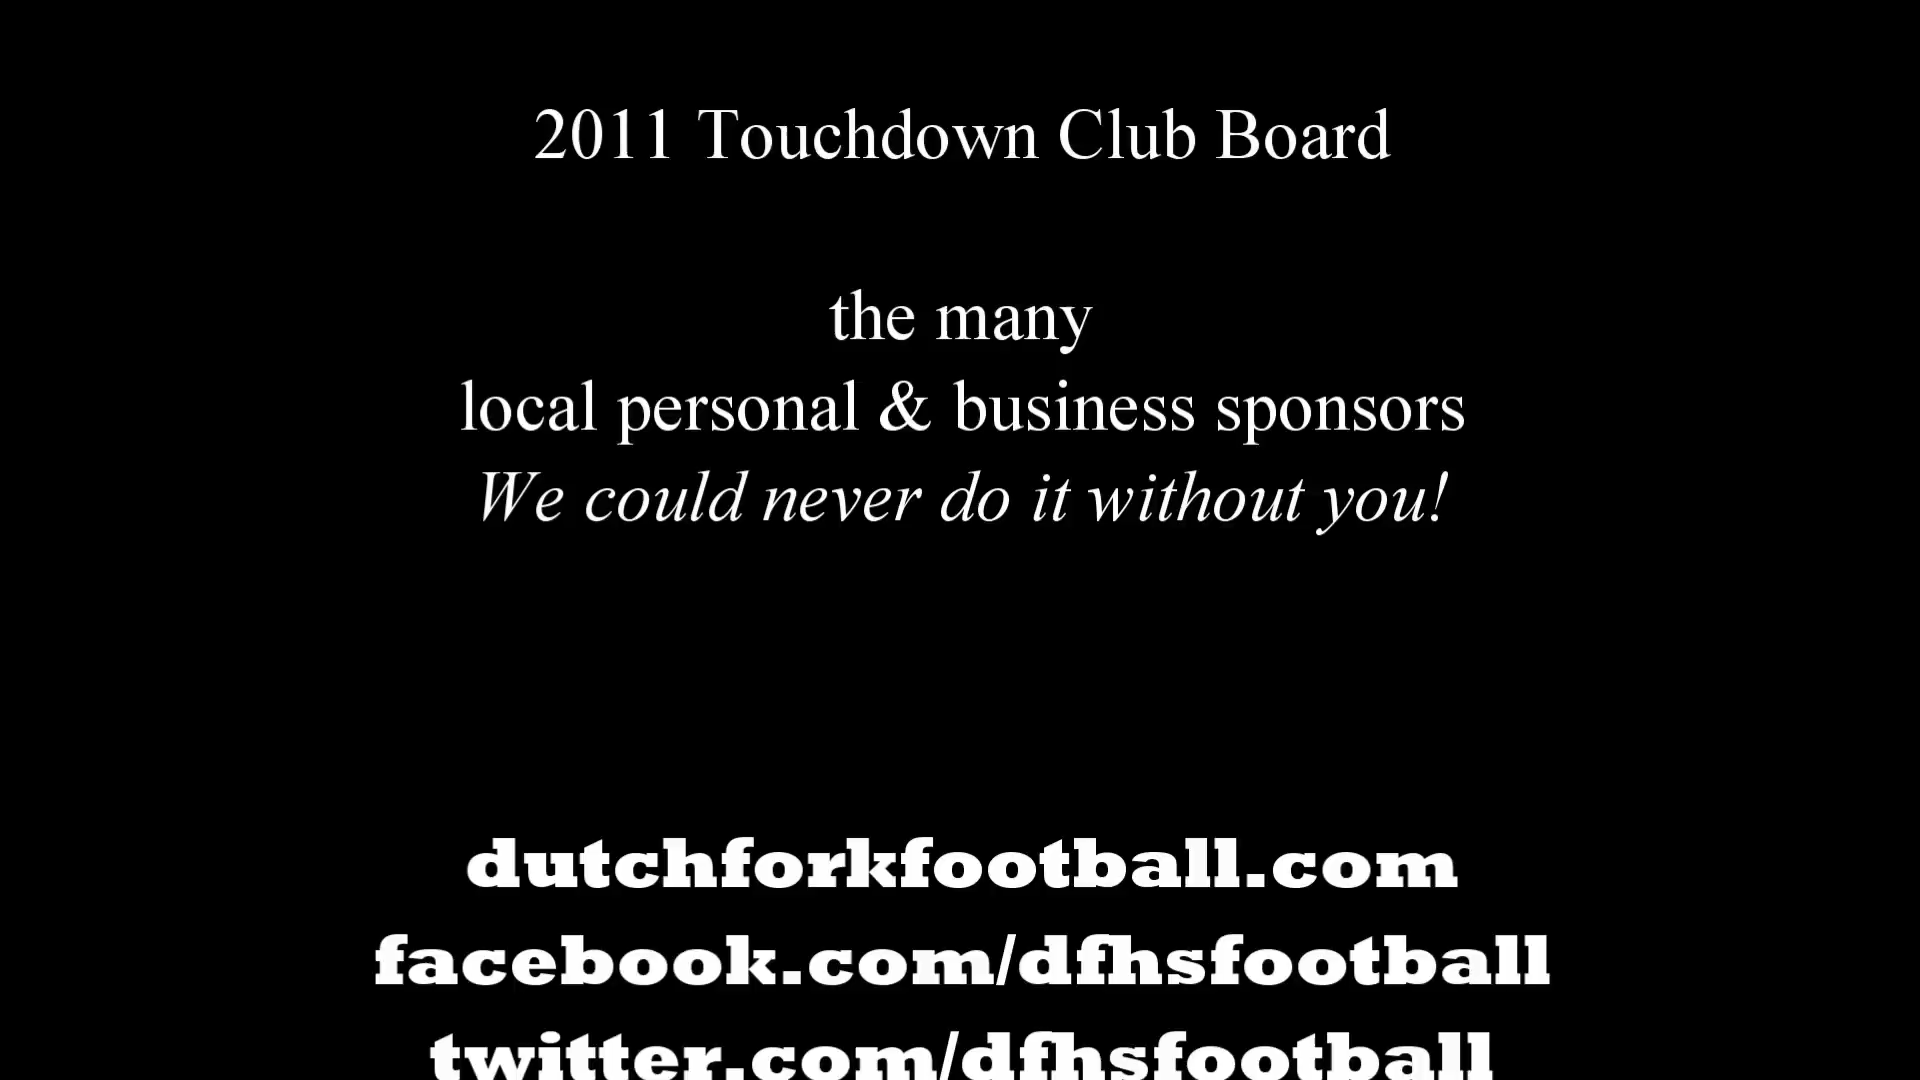 2011 Touchdown Club Board
the many
local personal & business sponsors
We could never do it without you!
dutchforkfootball.com
facebook.com/dfhsfootball
twitter.com/dfhsfootball